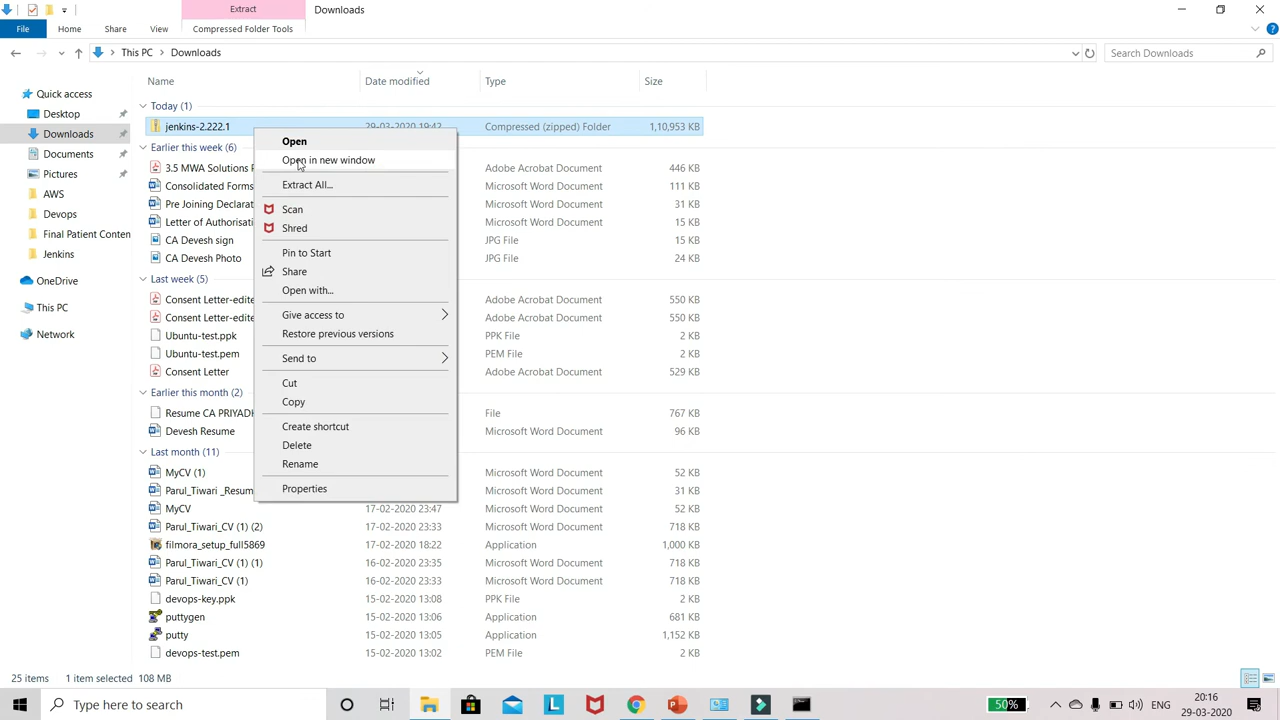 Extract
Downloads
File
Home
Share
View
Compressed Folder Tools
This PC
Downloads
Search Downloads
Name
Date modified
Type
Size
Quick access
Desktop
Downloads
Documents
Pictures
AWS
Devops
Final Patient Conten
Jenkins
OneDrive
This PC
Network
Today (1)
jenkins-2.222.1 29-03-2020 19:42 Compressed (zipped) Folder 1,10,953 KB
Earlier this week (6)
3.5 MWA Solutions P Adobe Acrobat Document 446 KB
Consolidated Forms Microsoft Word Document 111 KB
Pre Joining Declarat Microsoft Word Document 31 KB
Letter of Authorisati Microsoft Word Document 15 KB
CA Devesh sign JPG File 15 KB
CA Devesh Photo JPG File 24 KB
Last week (5)
Consent Letter-edite Adobe Acrobat Document 550 KB
Consent Letter-edite Adobe Acrobat Document 550 KB
Ubuntu-test.ppk PPK File 2 KB
Ubuntu-test.pem PEM File 2 KB
Consent Letter Adobe Acrobat Document 529 KB
Earlier this month (2)
Resume CA PRIYADH File 767 KB
Devesh Resume Microsoft Word Document 96 KB
Last month (11)
MyCV (1) Microsoft Word Document 52 KB
Parul_Tiwari _Resum Microsoft Word Document 31 KB
MyCV 17-02-2020 23:47 Microsoft Word Document 52 KB
Parul_Tiwari_CV (1) (2) 17-02-2020 23:33 Microsoft Word Document 718 KB
filmora_setup_full5869 17-02-2020 18:22 Application 1,000 KB
Parul_Tiwari_CV (1) (1) 16-02-2020 23:35 Microsoft Word Document 718 KB
Parul_Tiwari_CV (1) 16-02-2020 23:33 Microsoft Word Document 718 KB
devops-key.ppk 15-02-2020 13:08 PPK File 2 KB
puttygen 15-02-2020 13:06 Application 681 KB
putty 15-02-2020 13:05 Application 1,152 KB
devops-test.pem 15-02-2020 13:02 PEM File 2 KB
Open
Open in new window
Extract All...
Scan
Shred
Pin to Start
Share
Open with...
Give access to
Restore previous versions
Send to
Cut
Copy
Create shortcut
Delete
Rename
Properties
25 items 1 item selected 108 MB
Type here to search
50%
ENG
20:16
29-03-2020